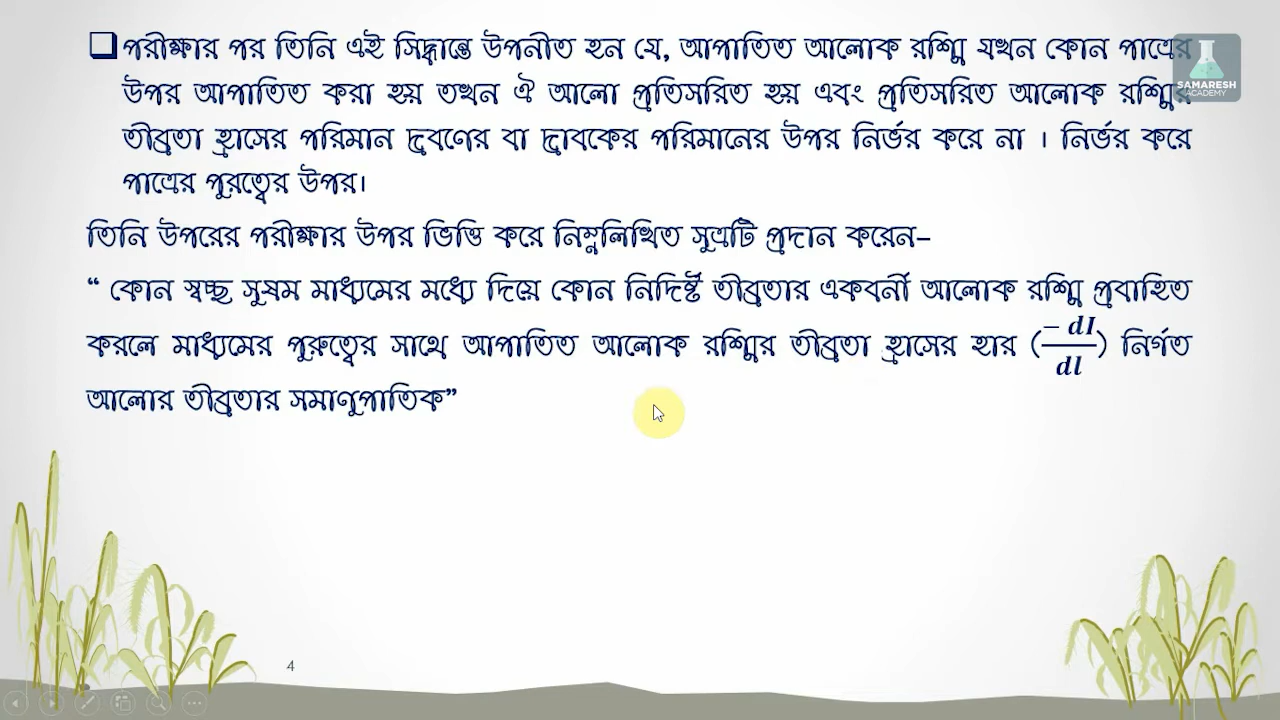 ❑পরীক্ষার পর তিনি এই সিদ্ধান্তে উপনীত হন যে, আপাতিত আলোক রশ্মি যখন কোন পাত্রের
উপর আপাতিত করা হয় তখন ঐ আলো প্রতিসরিত হয় এবং প্রতিসরিত আলোক রশ্মির
তীব্রতা হ্রাসের পরিমান দ্রবণের বা দ্রাবকের পরিমানের উপর নির্ভর করে না । নির্ভর করে
পাত্রের পুরত্বের উপর।
তিনি উপরের পরীক্ষার উপর ভিত্তি করে নিম্নলিখিত সুত্রটি প্রদান করেন–
“ কোন স্বচ্ছ সুষম মাধ্যমের মধ্যে দিয়ে কোন নিদির্ষ্ট তীব্রতার একবর্নী আলোক রশ্মি প্রবাহিত
করলে মাধ্যমের পুরুত্বের সাথে আপাতিত আলোক রশ্মির তীব্রতা হ্রাসের হার (– dI/dl) নির্গত
আলোর তীব্রতার সমাণুপাতিক”
SAMARESH
ACADEMY
4